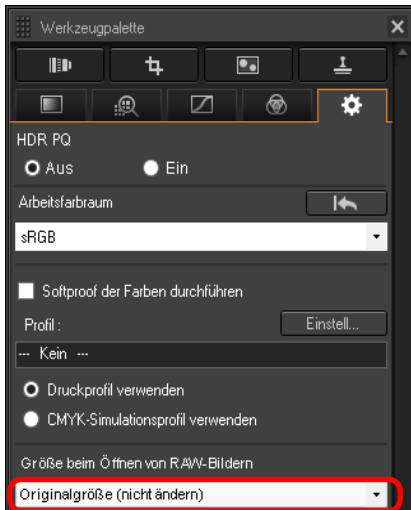 Werkzeugpalette
HDR PQ
Aus Ein
Arbeitsfarbraum
sRGB
Softproof der Farben durchführen
Profil : Einstell...
--- Kein ---
Druckprofil verwenden
CMYK-Simulationsprofil verwenden
Größe beim Öffnen von RAW-Bildern
Originalgröße (nicht ändern)